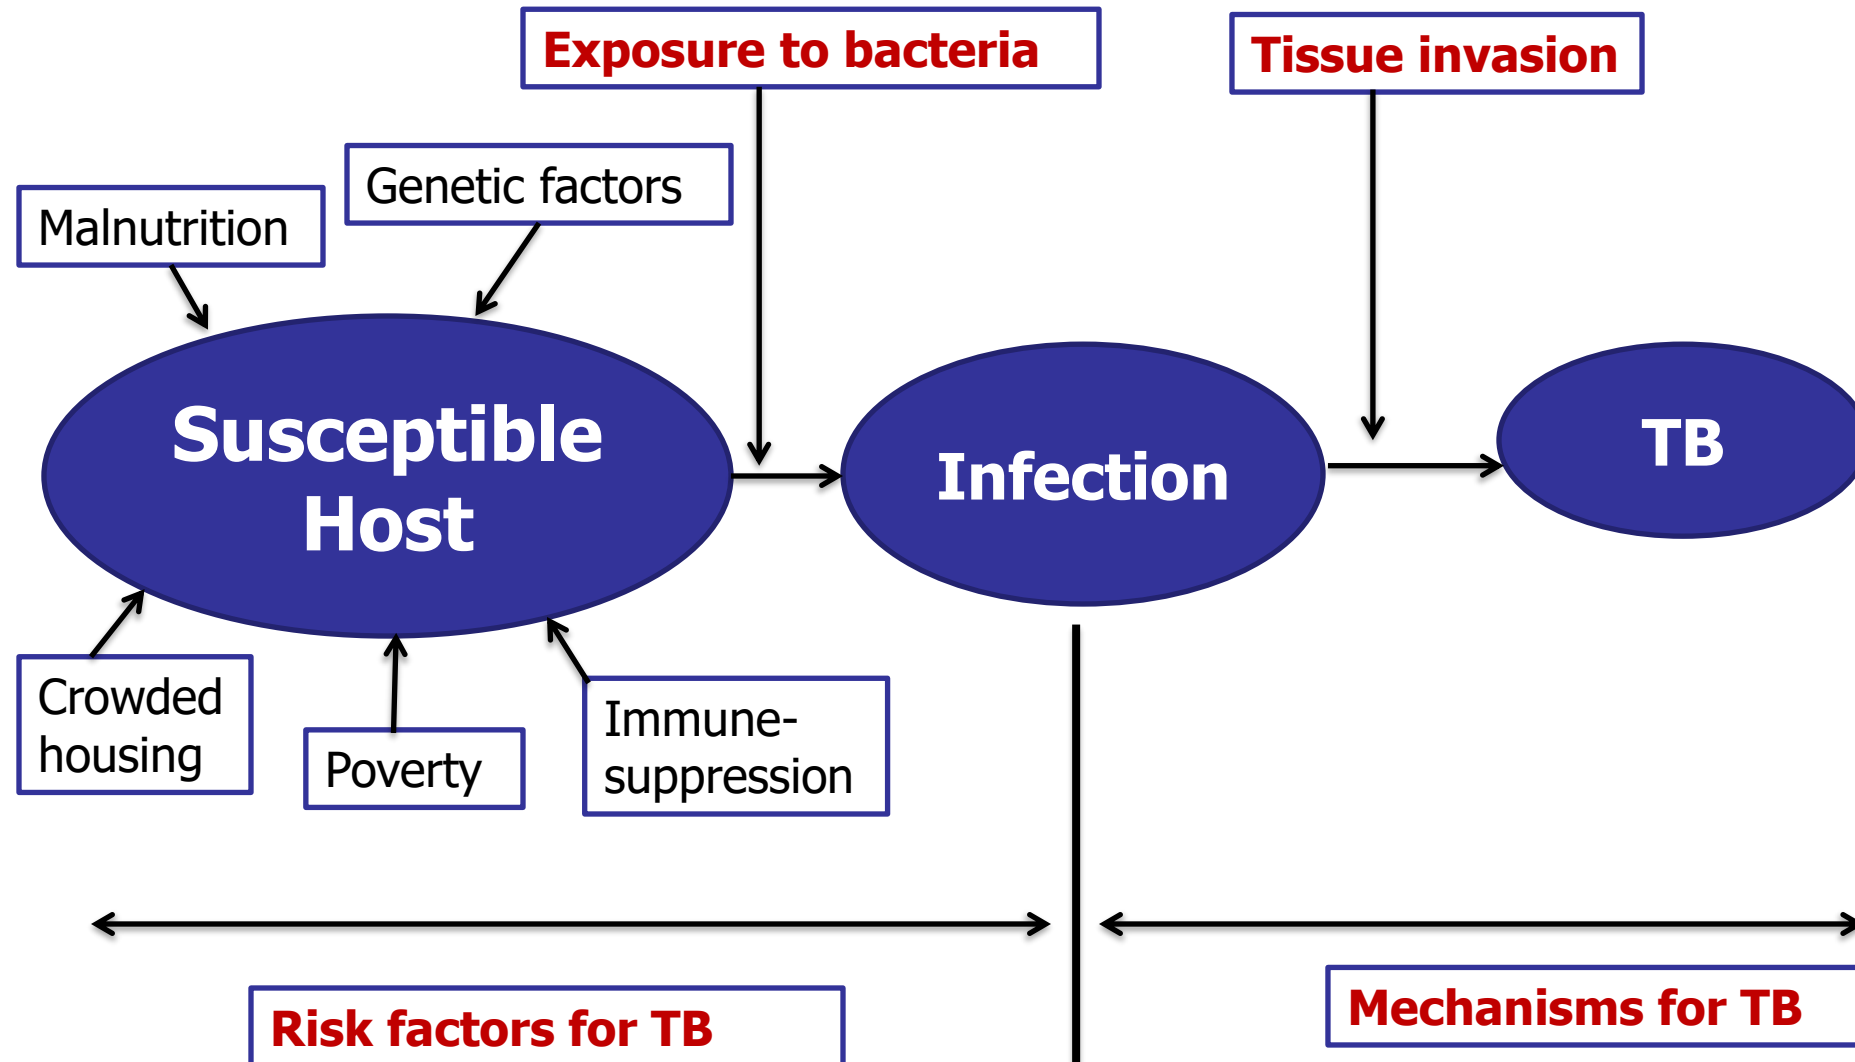 Exposure to bacteria
Tissue invasion
Genetic factors
Malnutrition
Susceptible
Host
Infection
TB
Crowded
housing
Poverty
Immune-
suppression
Risk factors for TB
Mechanisms for TB